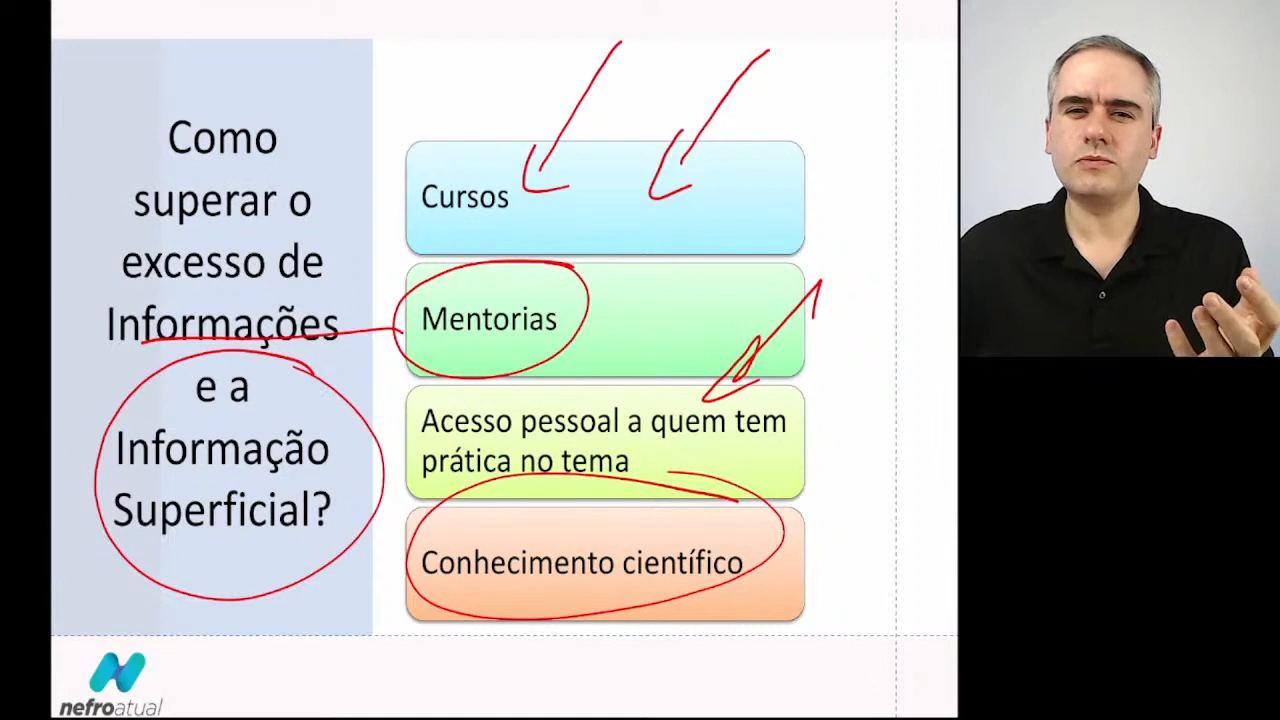 Como
superar o
excesso de
Informações
e a
Informação
Superficial?
Cursos
Mentorias
Acesso pessoal a quem tem
prática no tema
Conhecimento científico
nefroatual